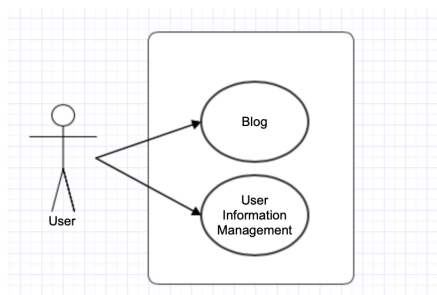 Blog
User
Information
Management
User